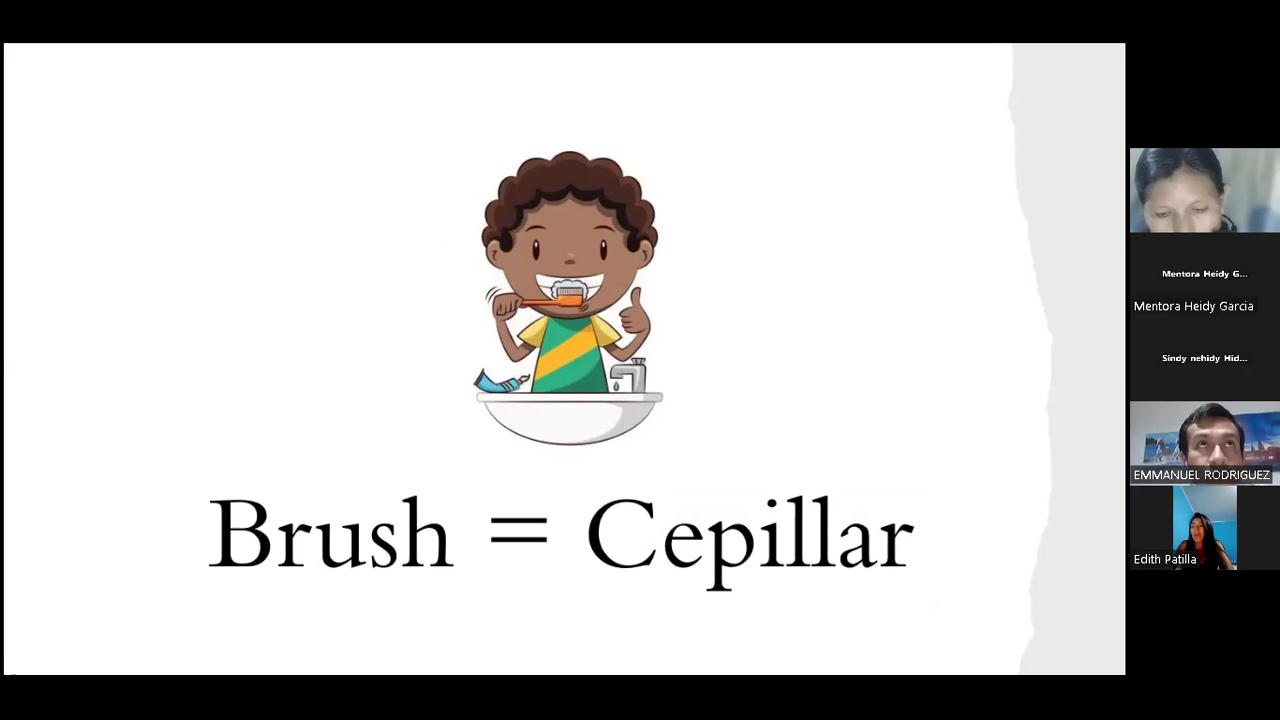 Brush = Cepillar
Mentora Heidy G...
Mentora Heidy Garcia
Sindy nehidy Hid...
EMMANUEL RODRIGUEZ
Edith Patilla